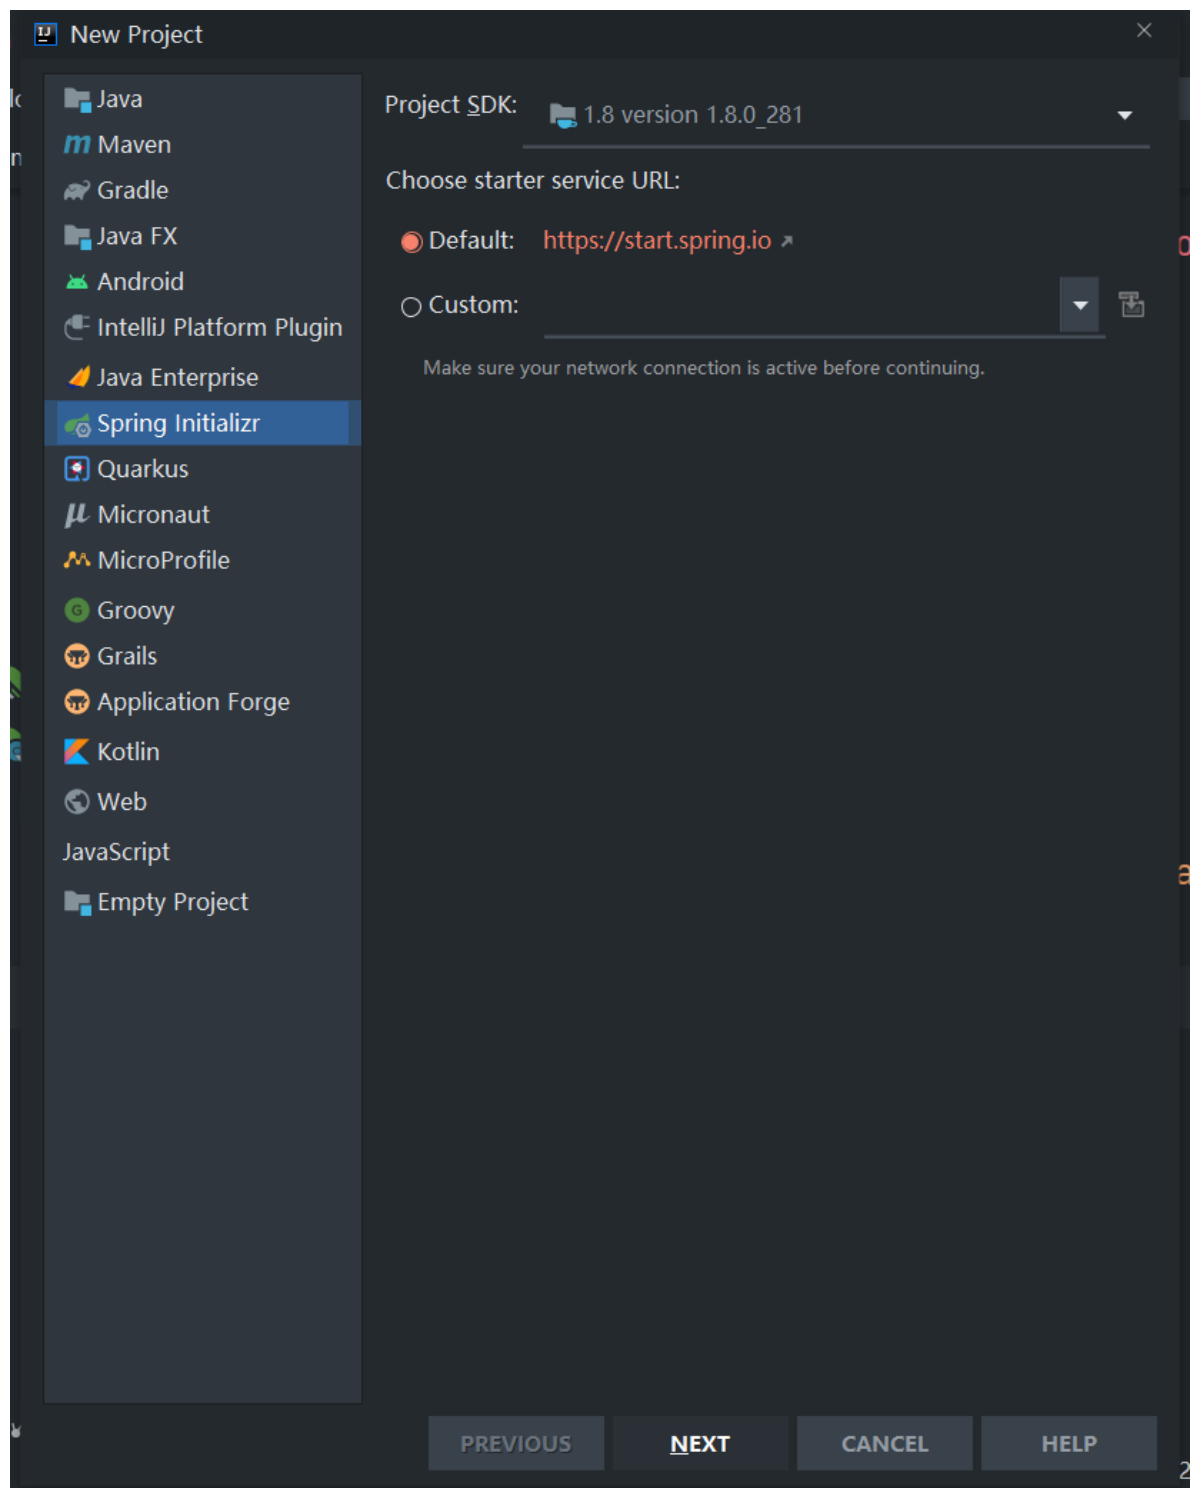 New Project
Java
Maven
Gradle
Java FX
Android
IntelliJ Platform Plugin
Java Enterprise
Spring Initializr
Quarkus
Micronaut
MicroProfile
Groovy
Grails
Application Forge
Kotlin
Web
JavaScript
Empty Project
Project SDK: 1.8 version 1.8.0_281
Choose starter service URL:
Default: https://start.spring.io
Custom:
Make sure your network connection is active before continuing.
PREVIOUS NEXT CANCEL HELP